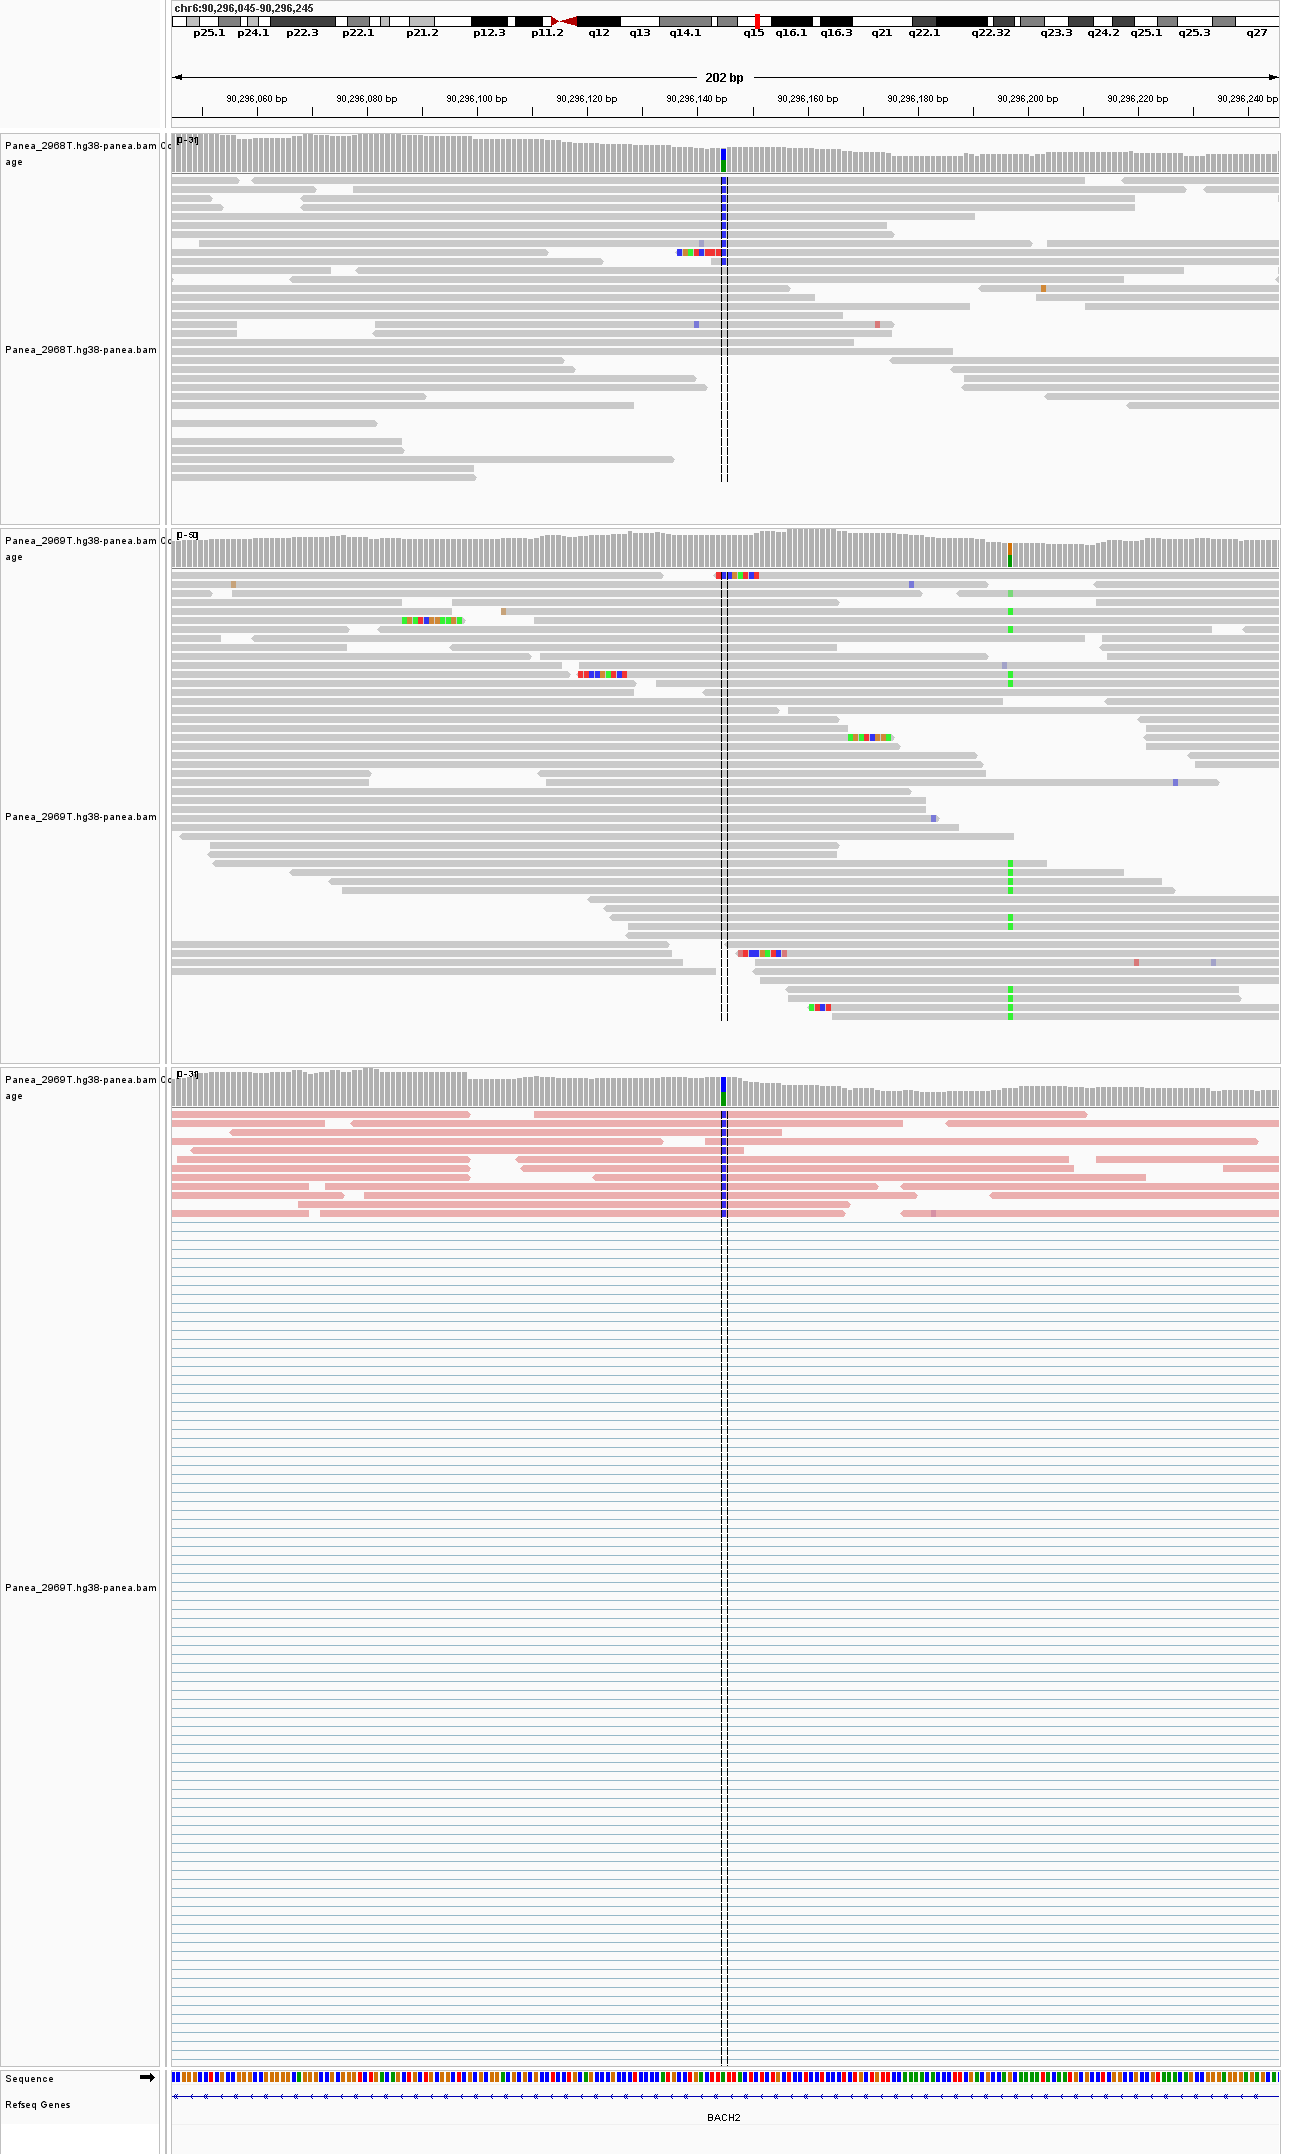 chr6:90,296,045-90,296,245
p25.1 p24.1 p22.3 p22.1 p21.2 p12.3 p11.2 q12 q13 q14.1 q15 q16.1 q16.3 q21 q22.1 q22.32 q23.3 q24.2 q25.1 q25.3 q27
202 bp
90,296,060 bp 90,296,080 bp 90,296,100 bp 90,296,120 bp 90,296,140 bp 90,296,160 bp 90,296,180 bp 90,296,200 bp 90,296,220 bp 90,296,240 bp
Panea_2968T.hg38-panea.bam Co
age
[0-31]
Panea_2968T.hg38-panea.bam
Panea_2969T.hg38-panea.bam Co
age
[0-50]
Panea_2969T.hg38-panea.bam
Panea_2969T.hg38-panea.bam Co
age
[0-31]
Panea_2969T.hg38-panea.bam
Sequence
Refseq Genes
BACH2